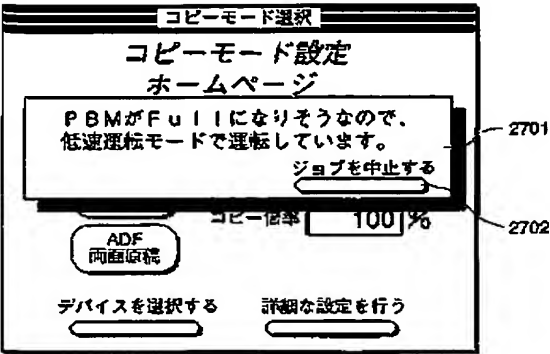 コピーモード選択
コピーモード設定
ホームページ
PBMがFullになりそうなので、
低速運転モードで運転しています。
ジョブを中止する
2701
2702
コピー倍率 100 %
ADF
両面原稿
デバイスを選択する 詳細な設定を行う